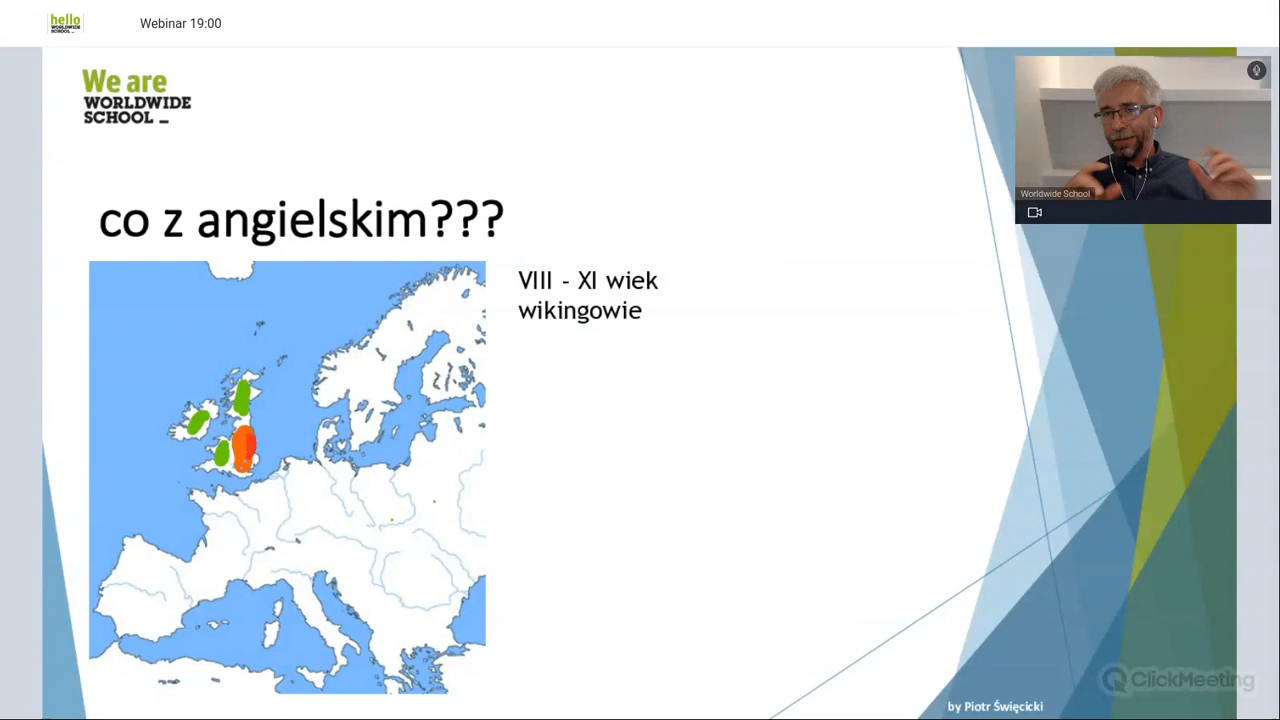 hello
WORLDWIDE
SCHOOL _
Webinar 19:00
We are
WORLDWIDE
SCHOOL _
Worldwide School
co z angielskim???
VIII - XI wiek
wikingowie
ClickMeeting
by Piotr Święcicki